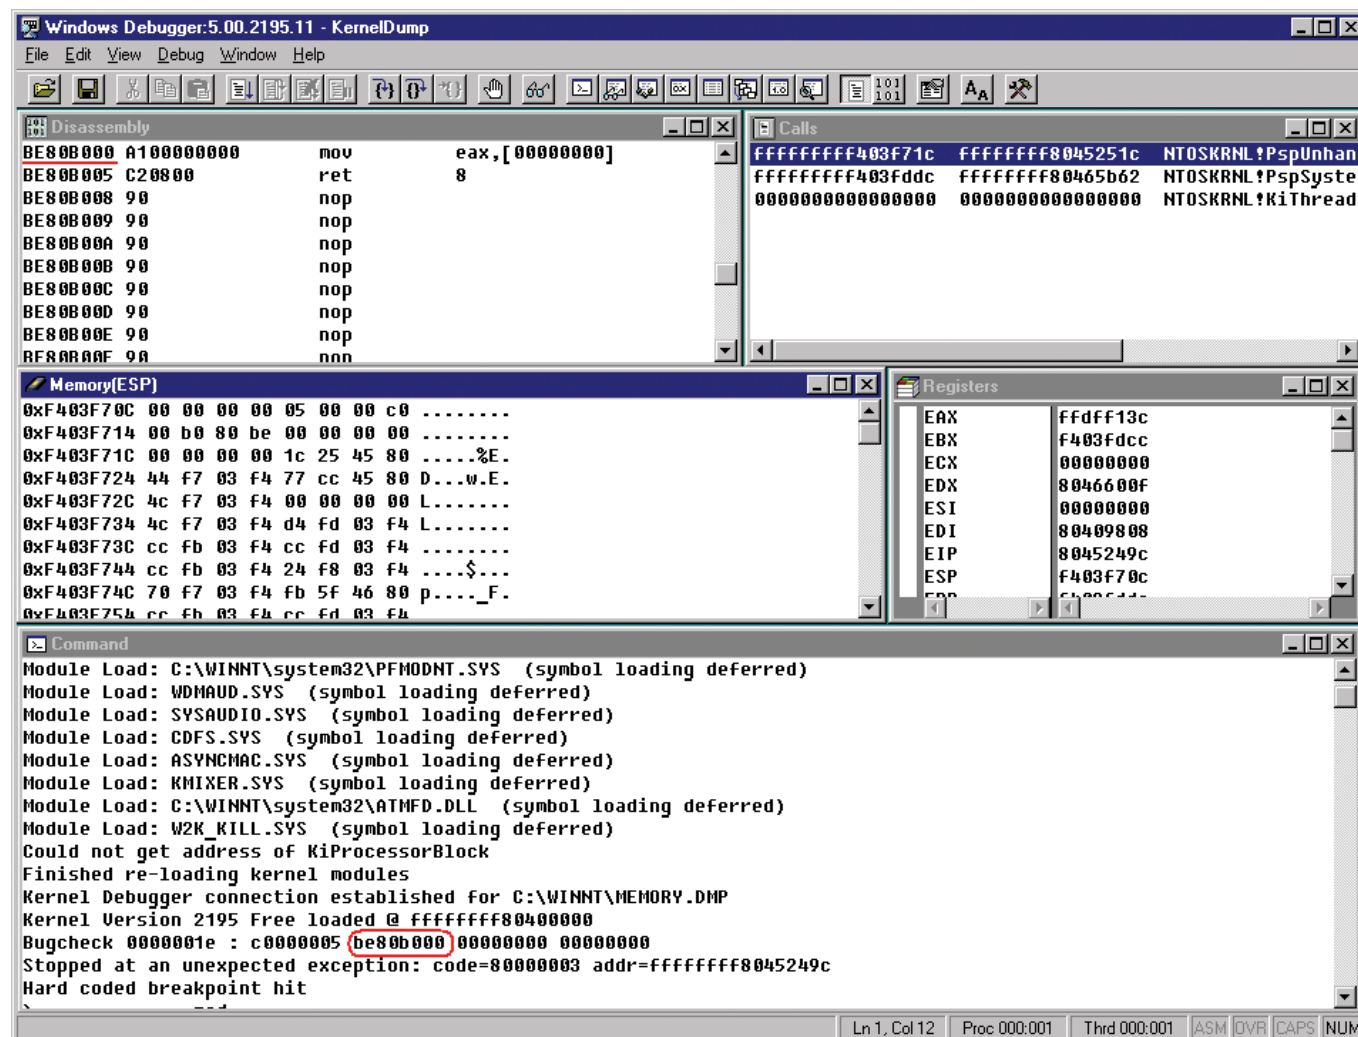 Windows Debugger:5.00.2195.11 - KernelDump
File Edit View Debug Window Help
Disassembly
BE80B000 A100000000 mov eax,[00000000]
BE80B005 C20800 ret 8
BE80B008 90 nop
BE80B009 90 nop
BE80B00A 90 nop
BE80B00B 90 nop
BE80B00C 90 nop
BE80B00D 90 nop
BE80B00E 90 nop
BE80B00F 90 nop
Calls
fffffffff403f71c ffffffff8045251c NTOSKRNL!PspUnhan
fffffffff403fddc ffffffff80465b62 NTOSKRNL!PspSyste
0000000000000000 0000000000000000 NTOSKRNL!KiThread
Memory(ESP)
0xF403F70C 00 00 00 00 05 00 00 c0 ........
0xF403F714 00 b0 80 be 00 00 00 00 ........
0xF403F71C 00 00 00 00 1c 25 45 80 .....%E.
0xF403F724 44 f7 03 f4 77 cc 45 80 D...w.E.
0xF403F72C 4c f7 03 f4 00 00 00 00 L.......
0xF403F734 4c f7 03 f4 d4 fd 03 f4 L.......
0xF403F73C cc fb 03 f4 cc fd 03 f4 ........
0xF403F744 cc fb 03 f4 24 f8 03 f4 ....$...
0xF403F74C 70 f7 03 f4 fb 5f 46 80 p...._F.
0xF403F754 cc fb 03 f4 cc fd 03 f4
Registers
EAX ffdff13c
EBX f403fdcc
ECX 00000000
EDX 8046600f
ESI 00000000
EDI 80409808
EIP 8045249c
ESP f403f70c
Command
Module Load: C:\WINNT\system32\PFMODNT.SYS (symbol loading deferred)
Module Load: WDMAUD.SYS (symbol loading deferred)
Module Load: SYSAUDIO.SYS (symbol loading deferred)
Module Load: CDFS.SYS (symbol loading deferred)
Module Load: ASYNCMAC.SYS (symbol loading deferred)
Module Load: KMIXER.SYS (symbol loading deferred)
Module Load: C:\WINNT\system32\ATMFD.DLL (symbol loading deferred)
Module Load: W2K_KILL.SYS (symbol loading deferred)
Could not get address of KiProcessorBlock
Finished re-loading kernel modules
Kernel Debugger connection established for C:\WINNT\MEMORY.DMP
Kernel Version 2195 Free loaded @ ffffffff80400000
Bugcheck 0000001e : c0000005 be80b000 00000000 00000000
Stopped at an unexpected exception: code=80000003 addr=ffffffff8045249c
Hard coded breakpoint hit
Ln 1, Col 12 Proc 000:001 Thrd 000:001 ASM OVR CAPS NUM